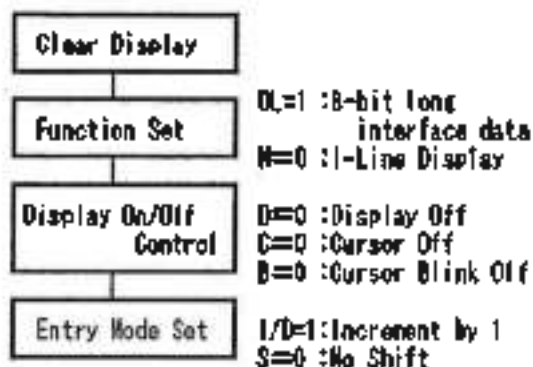 Clear Display
Function Set
DL=1 :8-bit long
interface data
N=0 :1-Line Display
Display On/Off
Control
D=0 :Display Off
C=0 :Cursor Off
B=0 :Cursor Blink Off
Entry Mode Set
I/D=1:Increment by 1
S=0 :No Shift